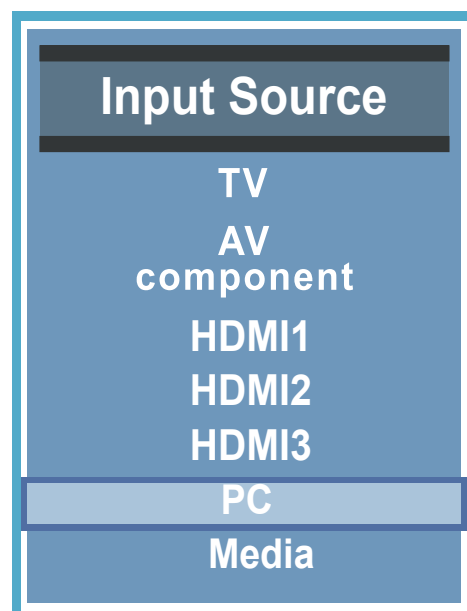 Input Source
TV
AV
component
HDMI1
HDMI2
HDMI3
PC
Media